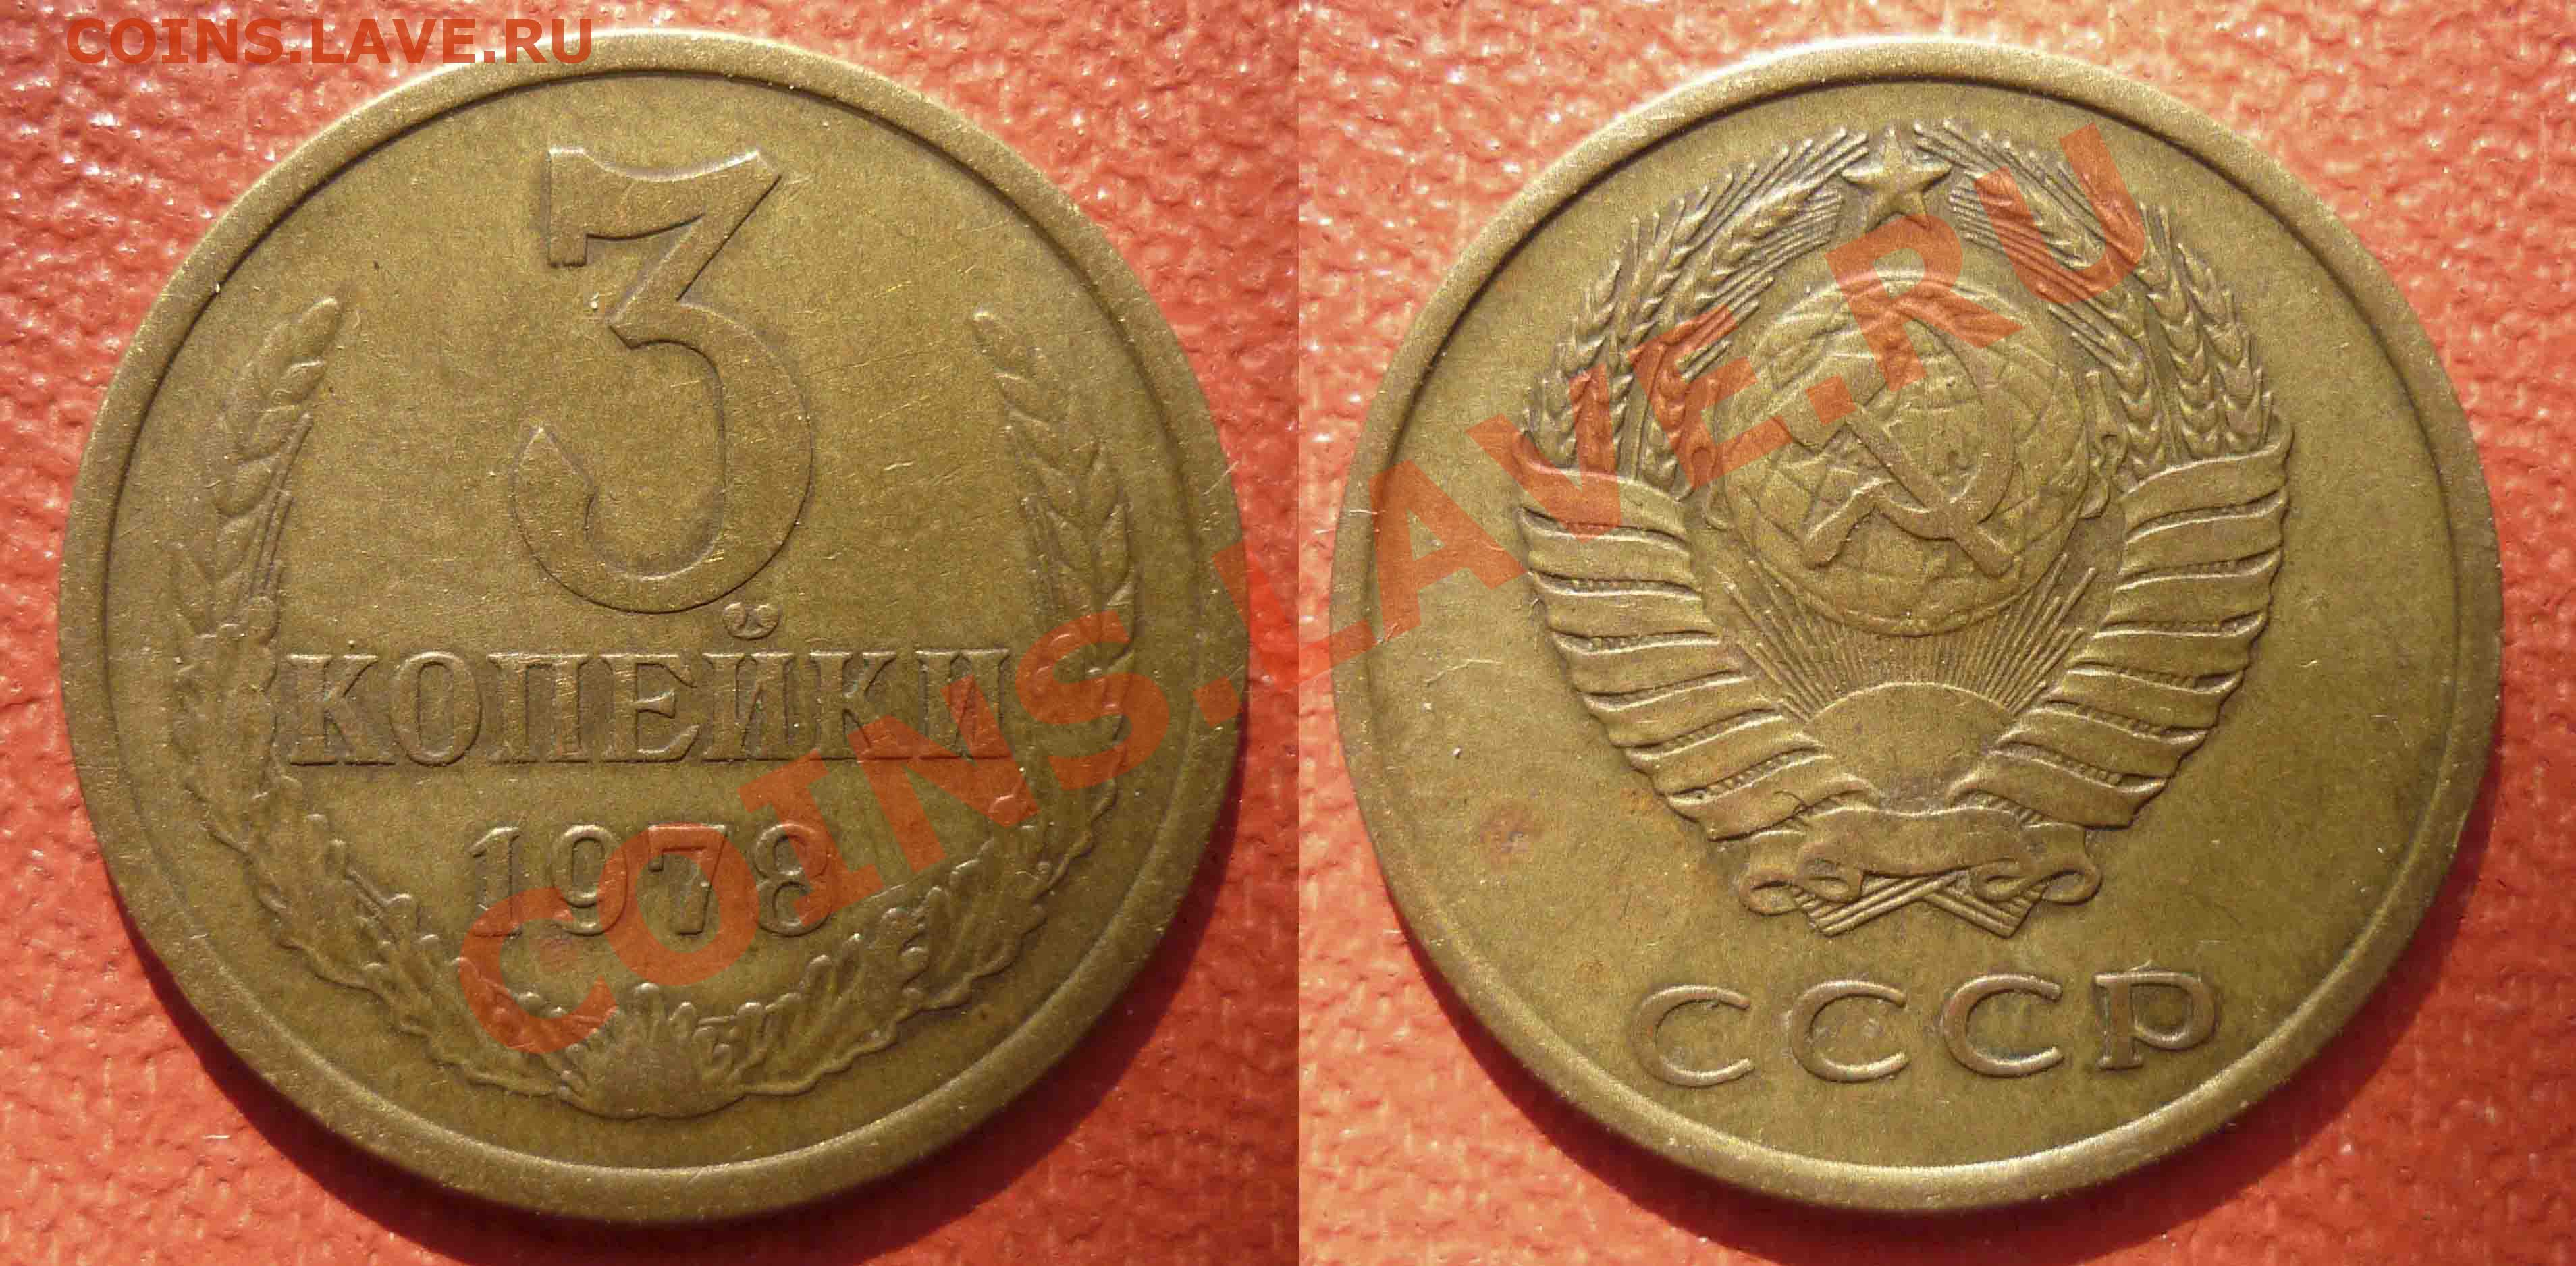 COINS.LAVE.RU
3
КОПЕЙКИ
1978
СССР
COINS.LAVE.RU